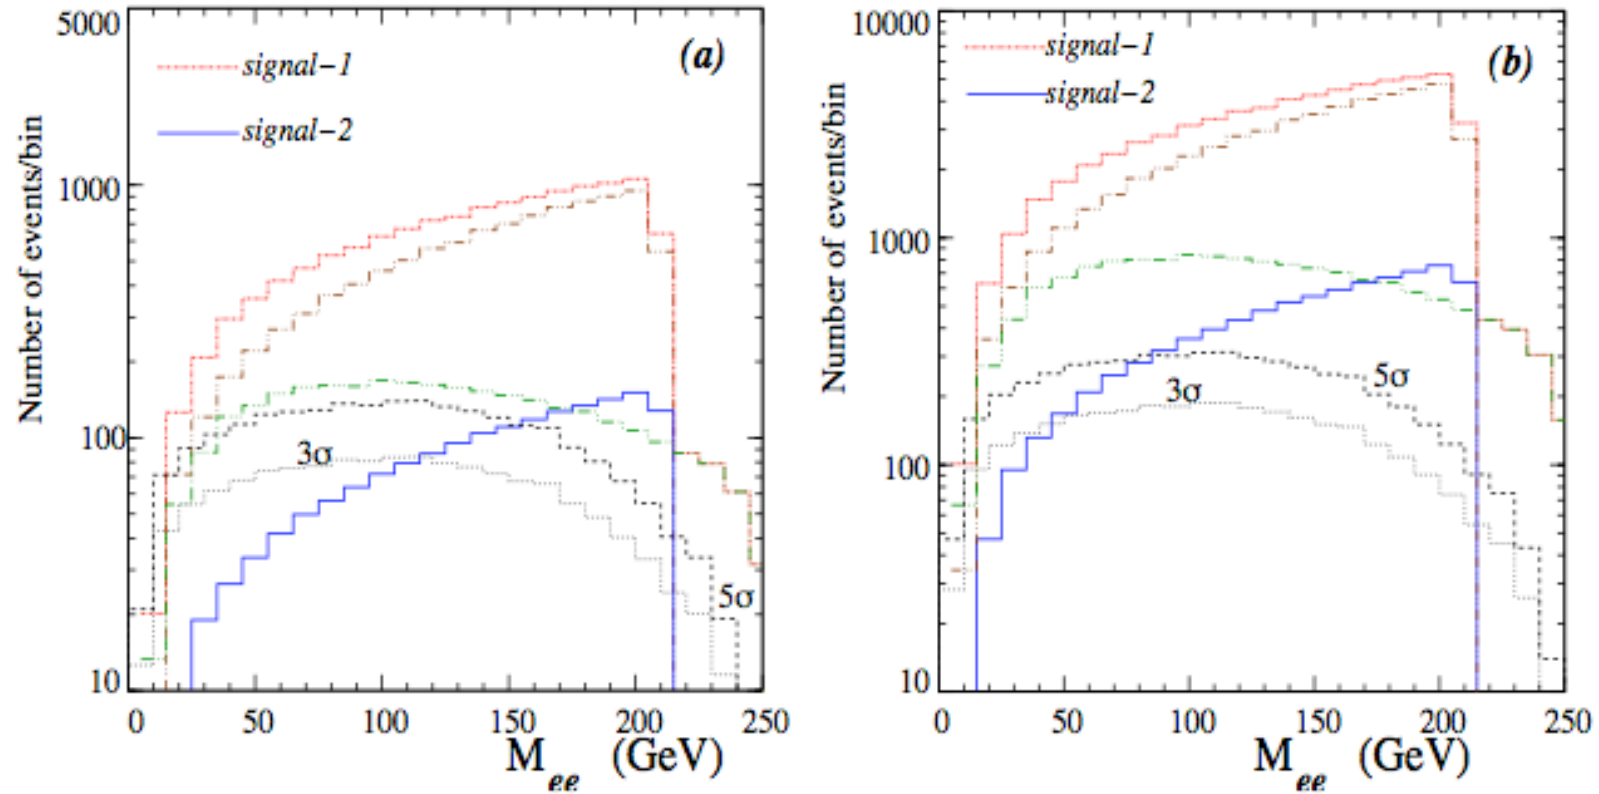 5000
1000
100
10
Number of events/bin
signal-1
signal-2
(a)
3σ
5σ
0 50 100 150 200 250
M_ee (GeV)
10000
1000
100
10
Number of events/bin
signal-1
signal-2
(b)
5σ
3σ
0 50 100 150 200 250
M_ee (GeV)